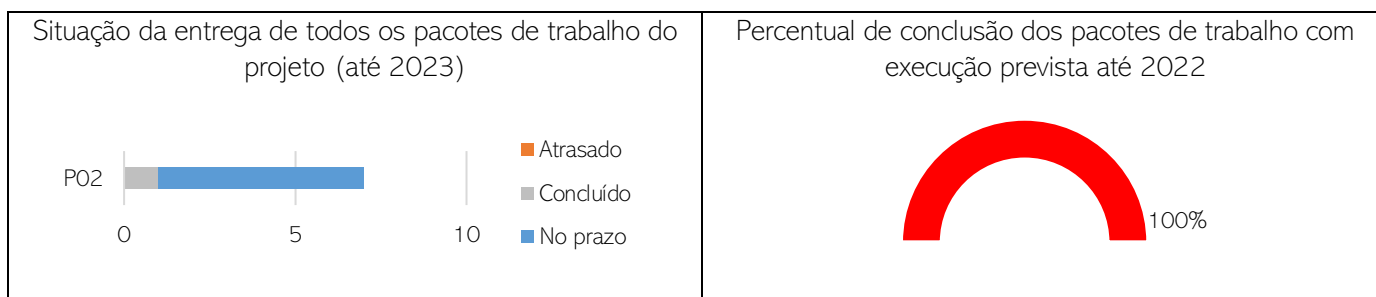 Situação da entrega de todos os pacotes de trabalho do
projeto (até 2023)
P02
0
5
10
Atrasado
Concluído
No prazo
Percentual de conclusão dos pacotes de trabalho com
execução prevista até 2022
100%